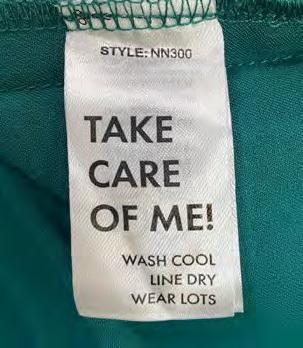 STYLE: NN300
TAKE
CARE
OF ME!
WASH COOL
LINE DRY
WEAR LOTS